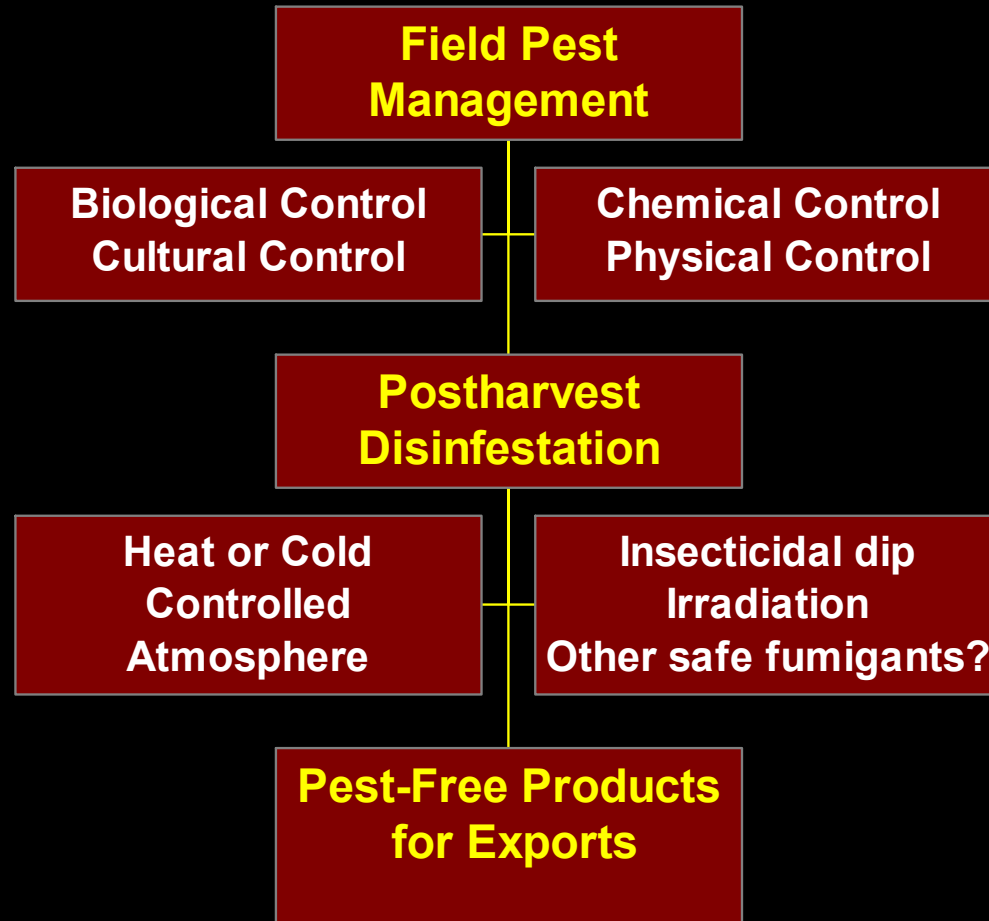 Field Pest
Management
Biological Control
Cultural Control
Chemical Control
Physical Control
Postharvest
Disinfestation
Heat or Cold
Controlled
Atmosphere
Insecticidal dip
Irradiation
Other safe fumigants?
Pest-Free Products
for Exports